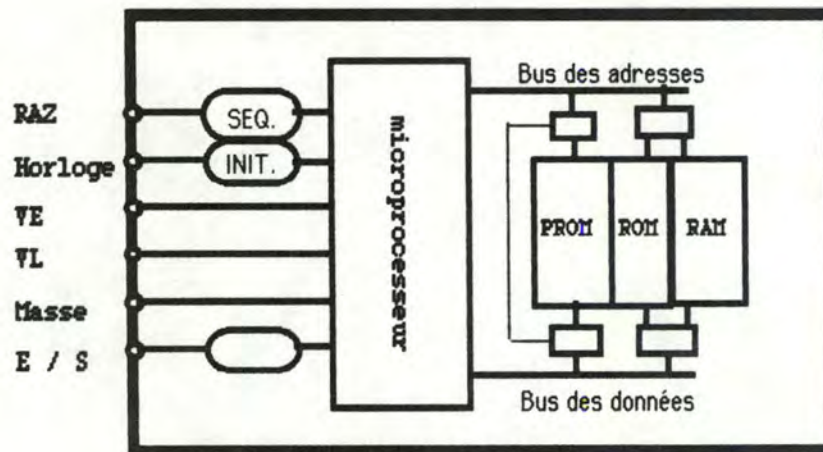 RAZ
Horloge
VE
VL
Masse
E / S
SEQ.
INIT.
microprocesseur
Bus des adresses
PROM
ROM
RAM
Bus des données